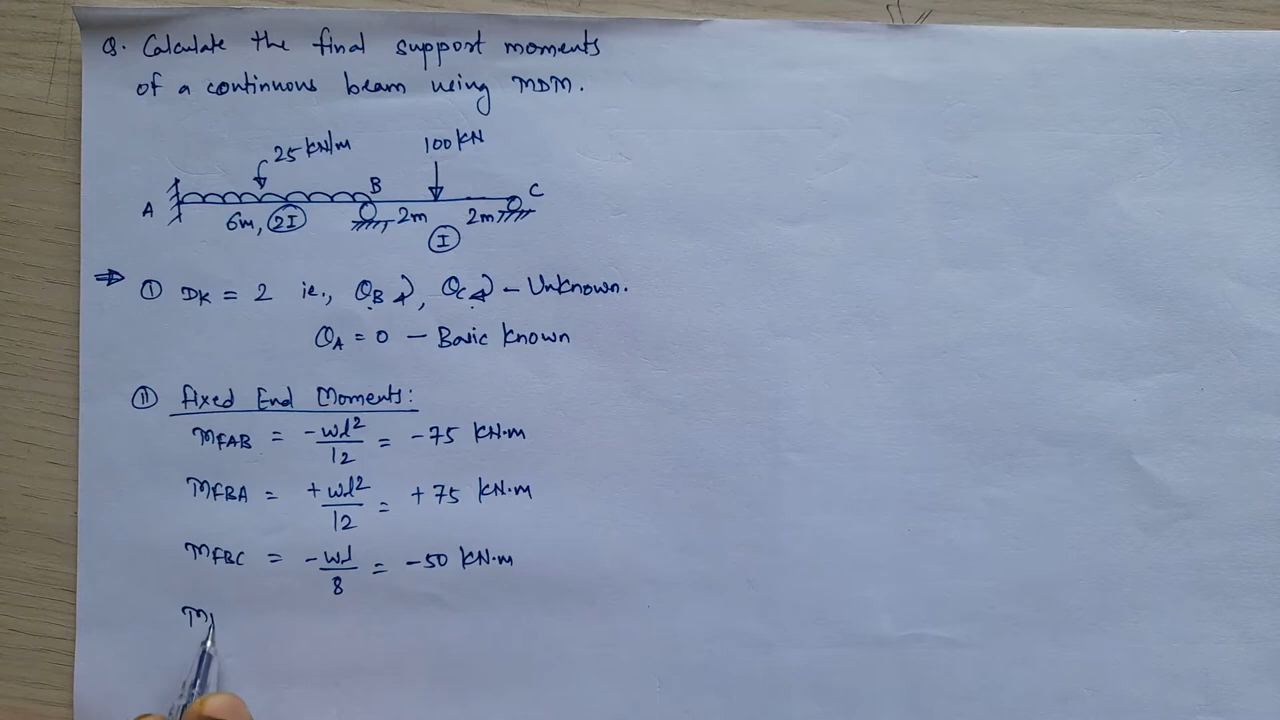 Q. Calculate the final support moments
of a continuous beam using MDM.
25 kN/m
100 kN
A
B
C
6m, 2I
2m
2m
I
⇒ ① DK = 2 ie., θB ↷, θC ↷ – Unknown.
θA = 0 – Basic Known
② Fixed End Moments:
MFAB = -wl²/12 = -75 kN.m
MFBA = +wl²/12 = +75 kN.m
MFBC = -wl/8 = -50 kN.m
M